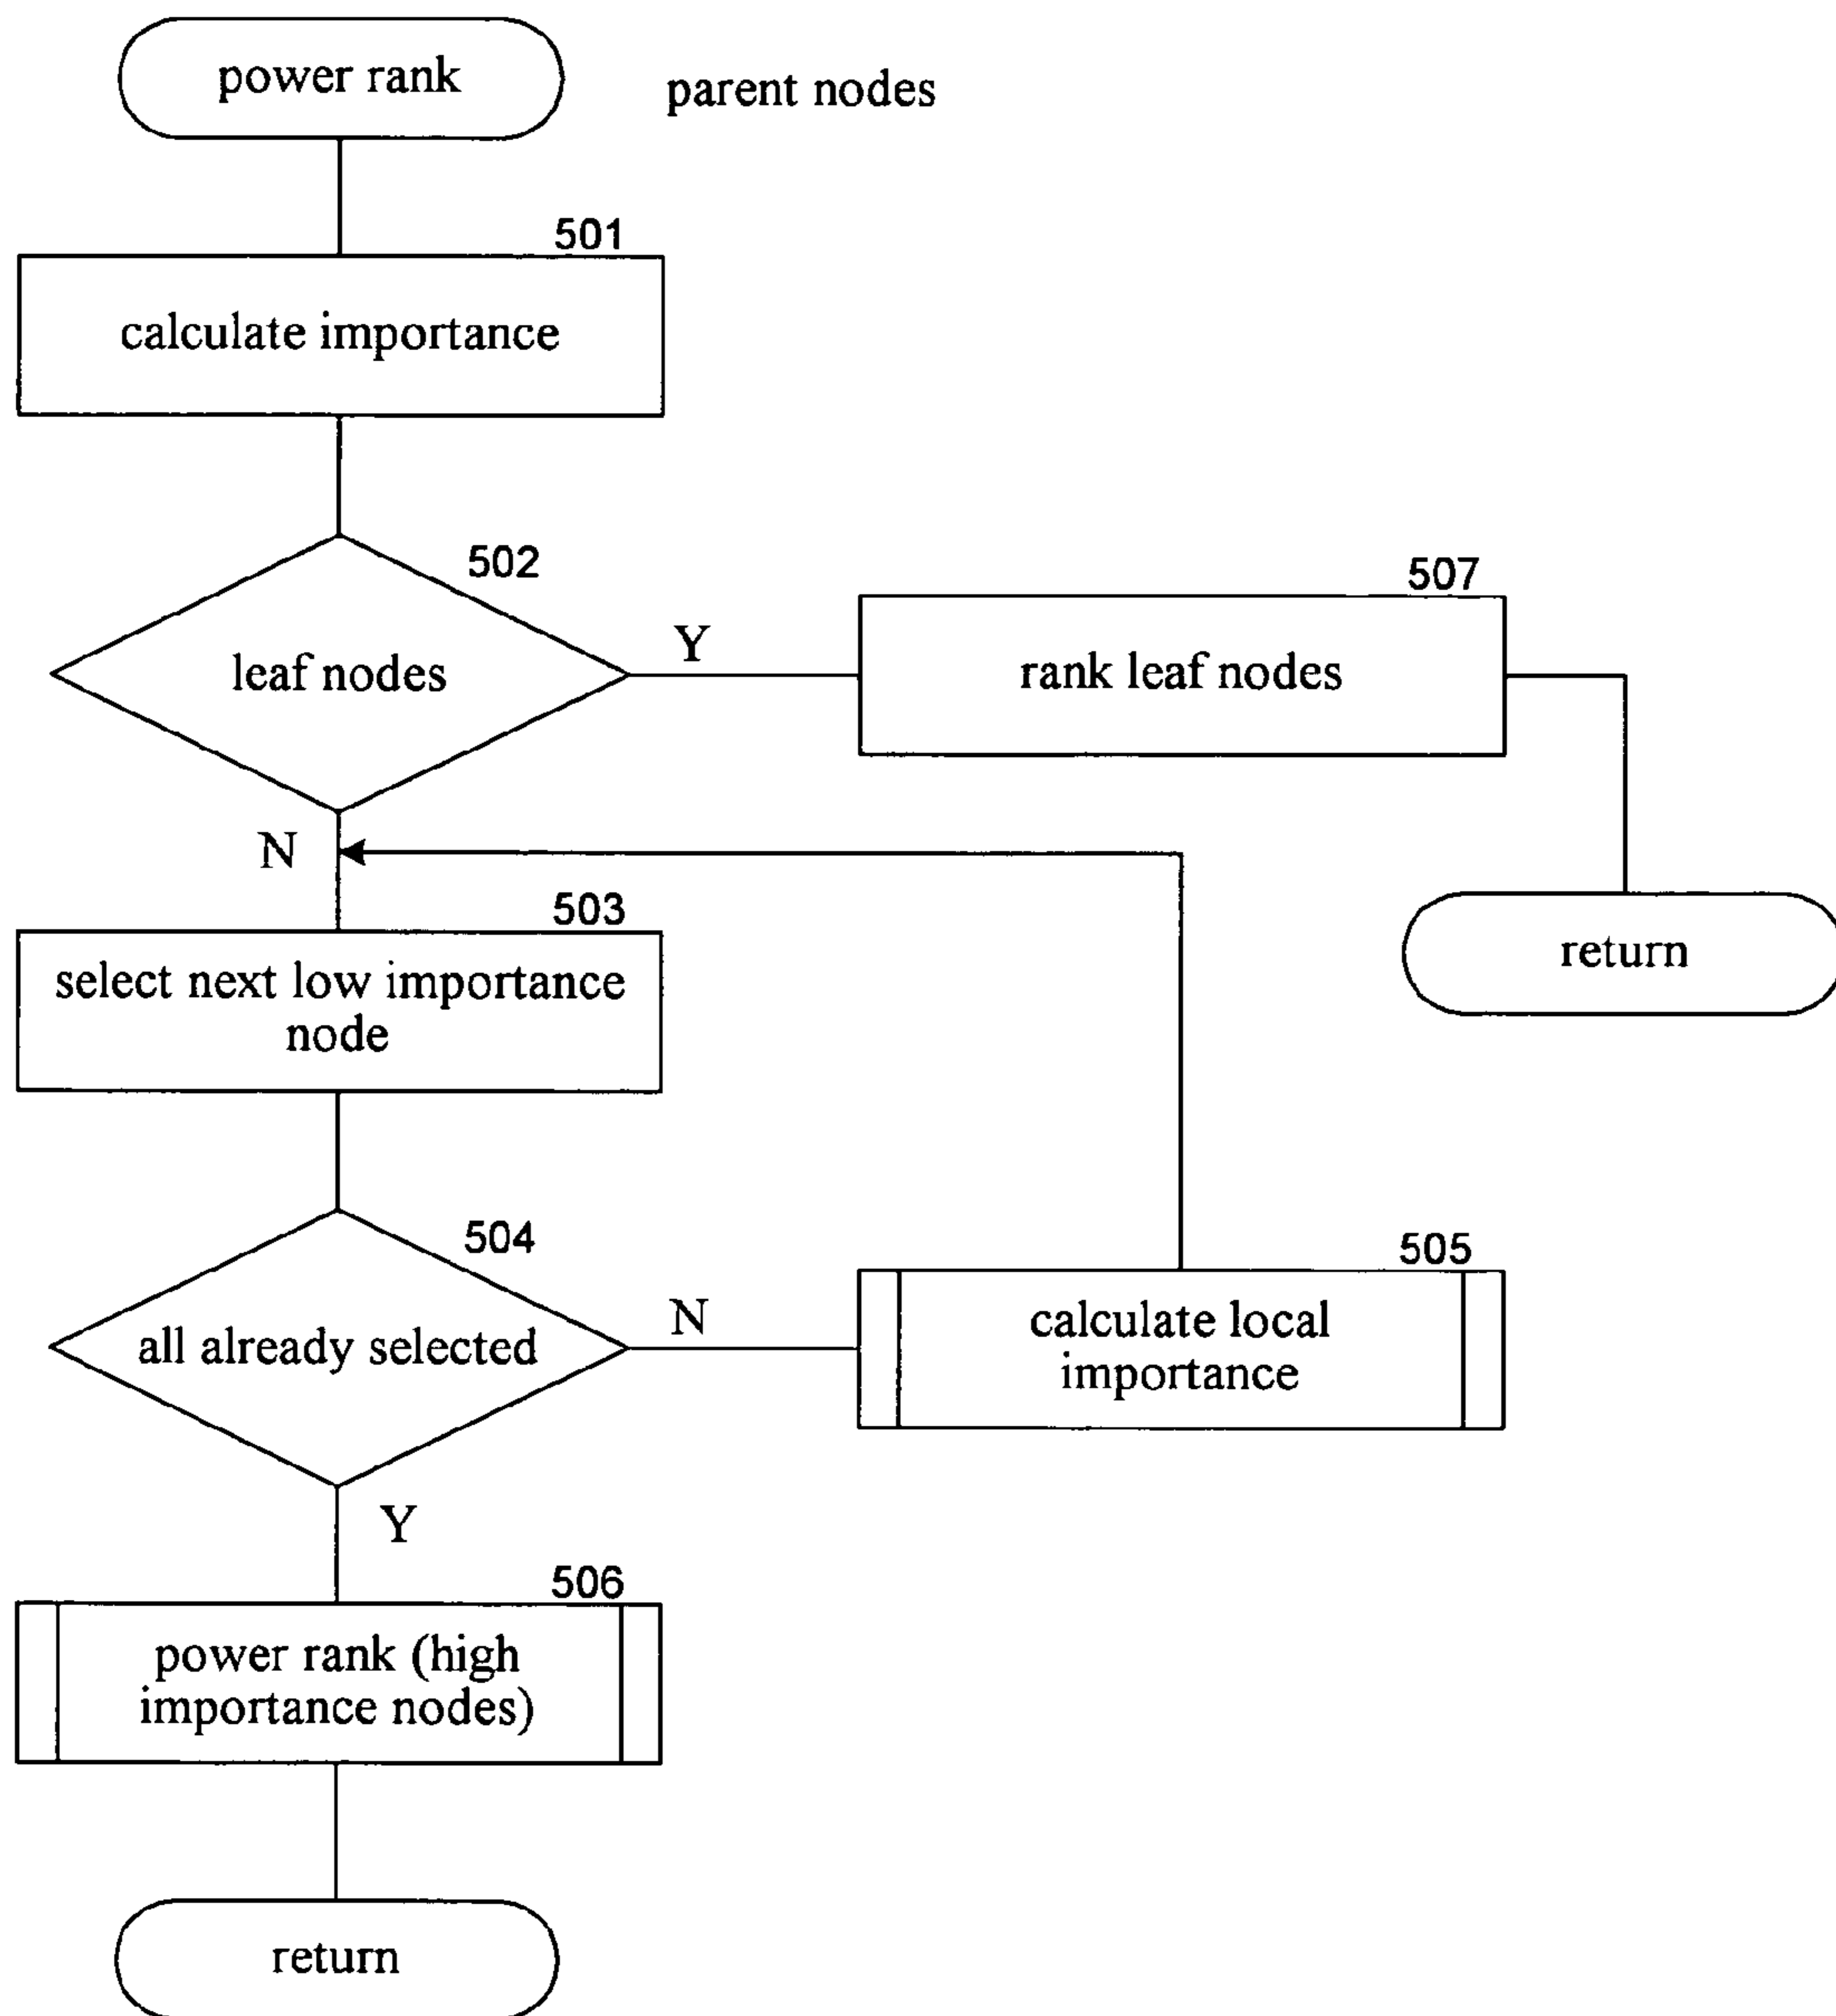 power rank
parent nodes
501
calculate importance
502
leaf nodes
Y
507
rank leaf nodes
N
return
503
select next low importance
node
504
all already selected
N
505
calculate local
importance
Y
506
power rank (high
importance nodes)
return